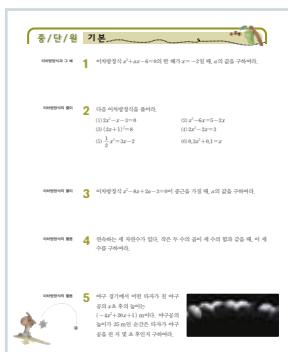 중/단/원 기본
이차방정식과 그 해
1 이차방정식 x²+ax-6=0의 한 해가 x=-2일 때, a의 값을 구하여라.
이차방정식의 풀이
2 다음 이차방정식을 풀어라.
(1) 2x²-x-3=0 (2) x²-6x=5-2x
(3) (2x+1)²=8 (4) 2x²-2x=3
(5) 1/2 x²=3x-2 (6) 0.3x²+0.1=x
이차방정식의 풀이
3 이차방정식 x²-8x+2a-3=0이 중근을 가질 때, a의 값을 구하여라.
이차방정식의 활용
4 연속하는 세 자연수가 있다. 작은 두 수의 곱이 세 수의 합과 같을 때, 이 세
수를 구하여라.
이차방정식의 활용
5 야구 경기에서 어떤 타자가 친 야구
공의 x초 후의 높이는
(-4x²+20x+1) m이다. 야구공의
높이가 25 m인 순간은 타자가 야구
공을 친 지 몇 초 후인지 구하여라.